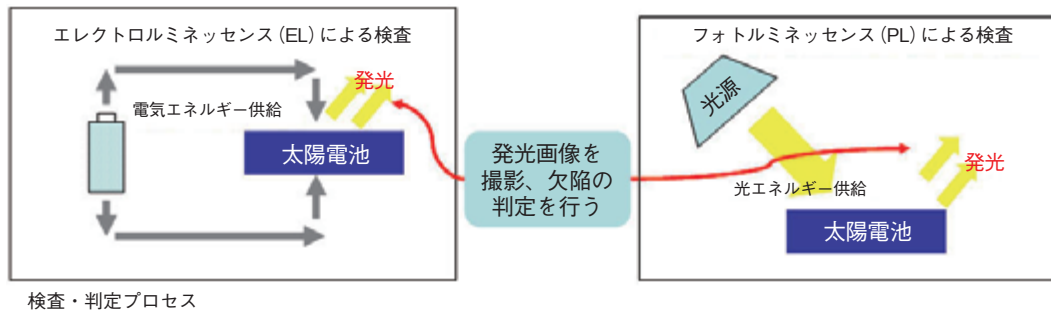 エレクトロルミネッセンス(EL)による検査
発光
電気エネルギー供給
太陽電池
発光画像を
撮影、欠陥の
判定を行う
フォトルミネッセンス(PL)による検査
光源
発光
光エネルギー供給
太陽電池
検査・判定プロセス